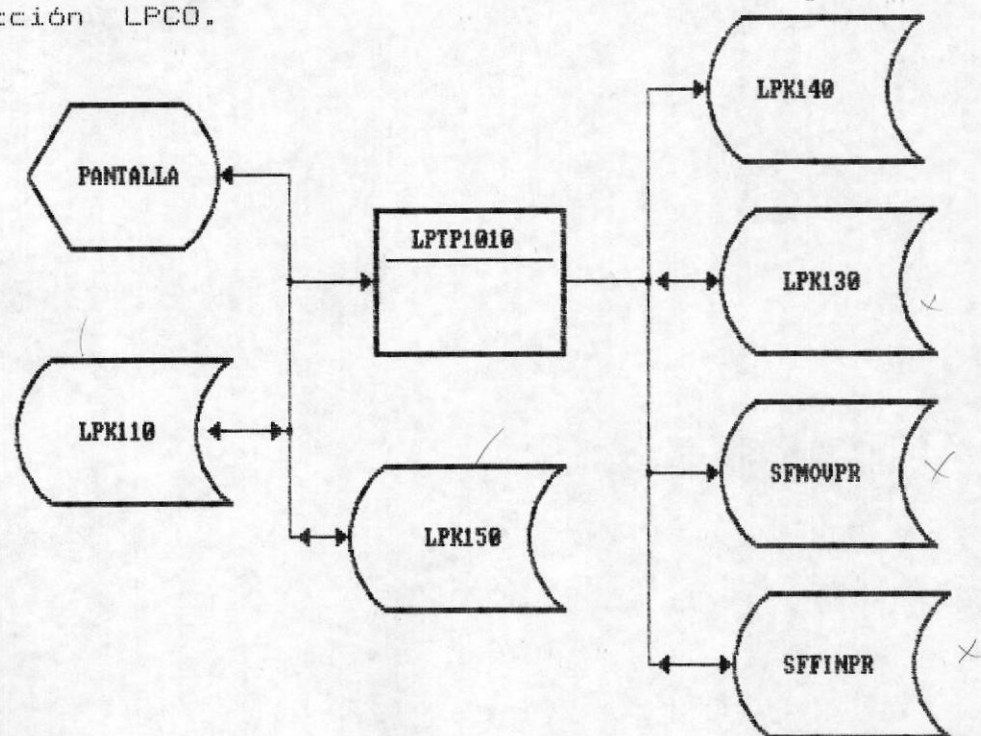 cción LPCO.
LPK140
PANTALLA
LPTP1010
LPK130
LPK110
SFMOVPR
LPK150
SFFINPR